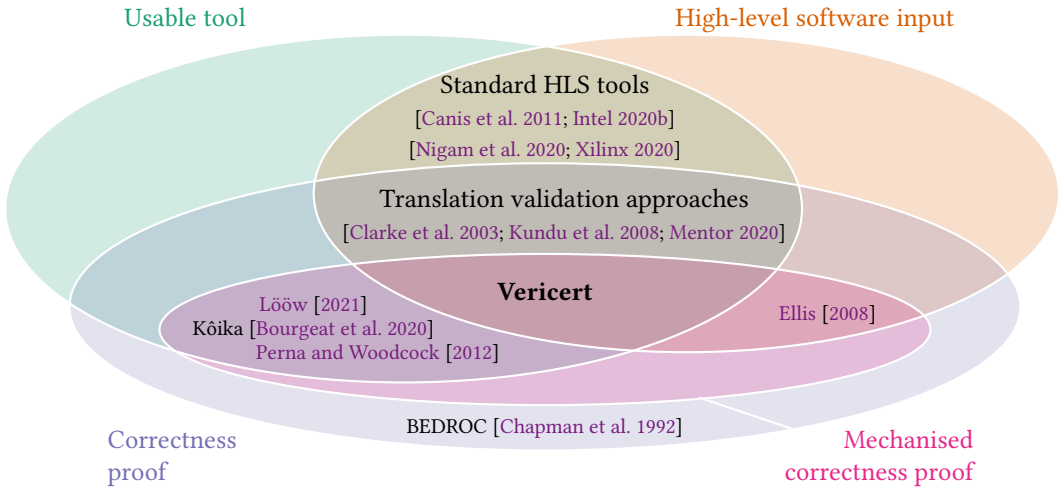 Usable tool
High-level software input
Standard HLS tools
[Canis et al. 2011; Intel 2020b]
[Nigam et al. 2020; Xilinx 2020]
Translation validation approaches
[Clarke et al. 2003; Kundu et al. 2008; Mentor 2020]
Vericert
Lööw [2021]
Kôika [Bourgeat et al. 2020]
Perna and Woodcock [2012]
Ellis [2008]
BEDROC [Chapman et al. 1992]
Correctness
proof
Mechanised
correctness proof